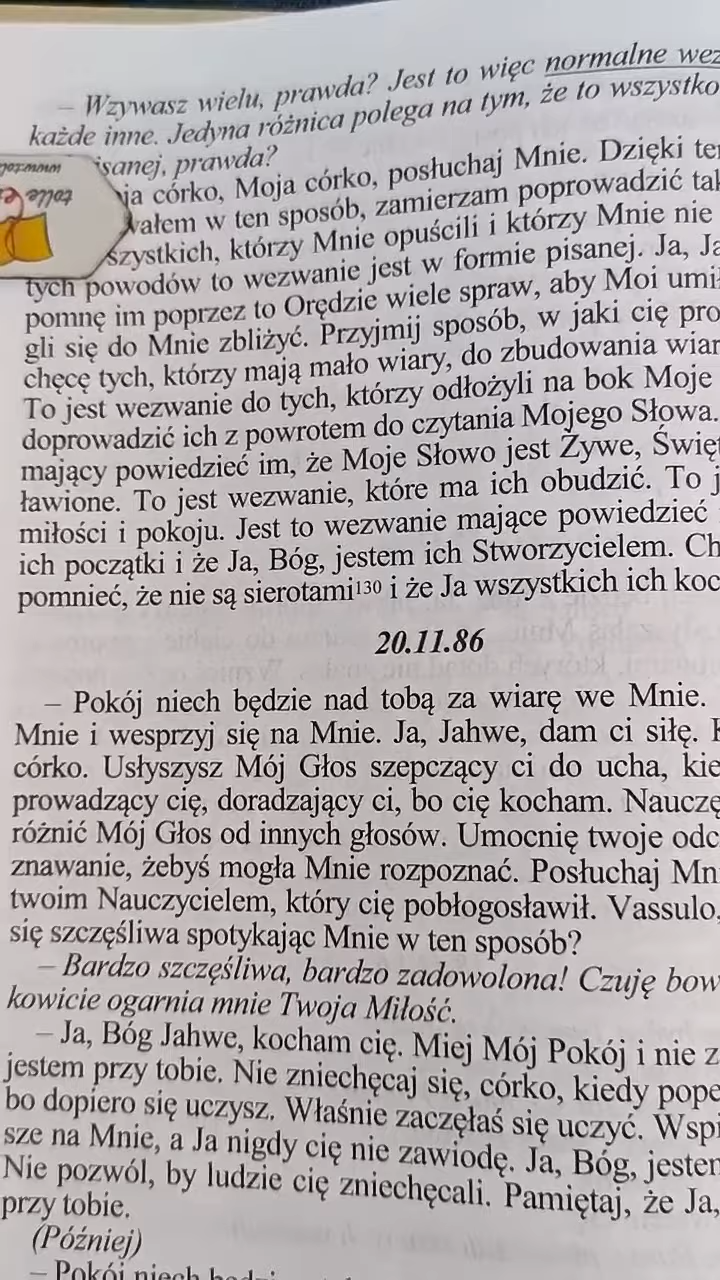 – Wzywasz wielu, prawda? Jest to więc normalne wez
każde inne. Jedyna różnica polega na tym, że to wszystko
isanej, prawda?
ja córko, Moja córko, posłuchaj Mnie. Dzięki te
wałem w ten sposób, zamierzam poprowadzić tak
szystkich, którzy Mnie opuścili i którzy Mnie nie
tych powodów to wezwanie jest w formie pisanej. Ja, Ja
pomnę im poprzez to Orędzie wiele spraw, aby Moi umi
gli się do Mnie zbliżyć. Przyjmij sposób, w jaki cię pro
chęcę tych, którzy mają mało wiary, do zbudowania wiar
To jest wezwanie do tych, którzy odłożyli na bok Moje
doprowadzić ich z powrotem do czytania Mojego Słowa.
mający powiedzieć im, że Moje Słowo jest Żywe, Święt
ławione. To jest wezwanie, które ma ich obudzić. To j
miłości i pokoju. Jest to wezwanie mające powiedzieć
ich początki i że Ja, Bóg, jestem ich Stworzycielem. Ch
pomnieć, że nie są sierotami¹³⁰ i że Ja wszystkich ich koc
20.11.86
– Pokój niech będzie nad tobą za wiarę we Mnie.
Mnie i wesprzyj się na Mnie. Ja, Jahwe, dam ci siłę.
córko. Usłyszysz Mój Głos szepczący ci do ucha, kie
prowadzący cię, doradzający ci, bo cię kocham. Nauczę
różnić Mój Głos od innych głosów. Umocnię twoje odc
znawanie, żebyś mogła Mnie rozpoznać. Posłuchaj Mn
twoim Nauczycielem, który cię pobłogosławił. Vassulo,
się szczęśliwa spotykając Mnie w ten sposób?
– Bardzo szczęśliwa, bardzo zadowolona! Czuję bow
kowicie ogarnia mnie Twoja Miłość.
– Ja, Bóg Jahwe, kocham cię. Miej Mój Pokój i nie z
jestem przy tobie. Nie zniechęcaj się, córko, kiedy pope
bo dopiero się uczysz. Właśnie zaczęłaś się uczyć. Wspi
sze na Mnie, a Ja nigdy cię nie zawiodę. Ja, Bóg, jester
Nie pozwól, by ludzie cię zniechęcali. Pamiętaj, że Ja,
przy tobie.
(Później)
– Pokój niech będzi